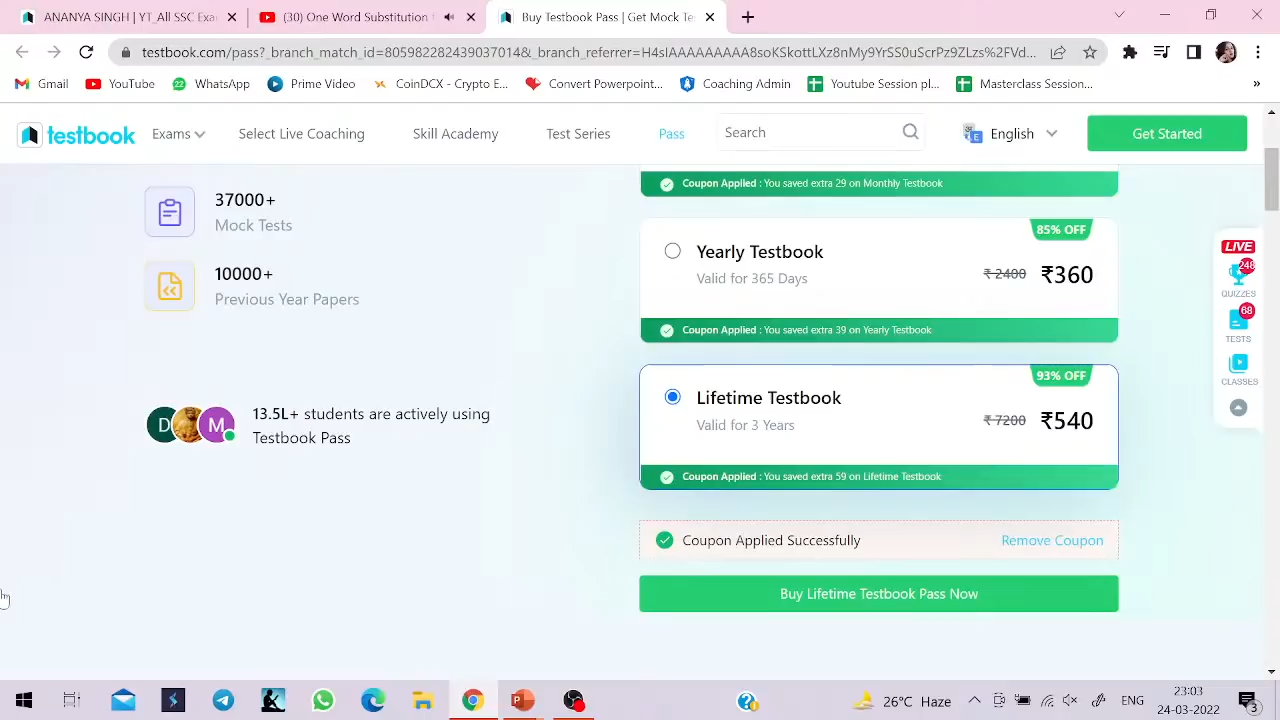 ANANYA SINGH | YT_All SSC Exam
30) One Word Substitution
Buy Testbook Pass | Get Mock Te
testbook.com/pass?_branch_match_id=805982282439037014&_branch_referrer=H4sIAAAAAAAAA8soKSkottLXz8nMy9YrSS0uScrPz9ZLzs%2FVd...
Gmail
YouTube
22
WhatsApp
Prime Video
CoinDCX - Crypto E...
Convert Powerpoint...
Coaching Admin
Youtube Session pl...
Masterclass Session...
»
testbook
Exams
Select Live Coaching
Skill Academy
Test Series
Pass
Search
E
English
Get Started
37000+
Mock Tests
10000+
Previous Year Papers
D
M
13.5L+ students are actively using
Testbook Pass
Coupon Applied : You saved extra 29 on Monthly Testbook
85% OFF
Yearly Testbook
Valid for 365 Days
₹ 2400 ₹360
Coupon Applied : You saved extra 39 on Yearly Testbook
93% OFF
Lifetime Testbook
Valid for 3 Years
₹ 7200 ₹540
Coupon Applied : You saved extra 59 on Lifetime Testbook
Coupon Applied Successfully
Remove Coupon
Buy Lifetime Testbook Pass Now
LIVE
248
QUIZZES
68
TESTS
CLASSES
26°C Haze
ENG
23:03
24-03-2022
3